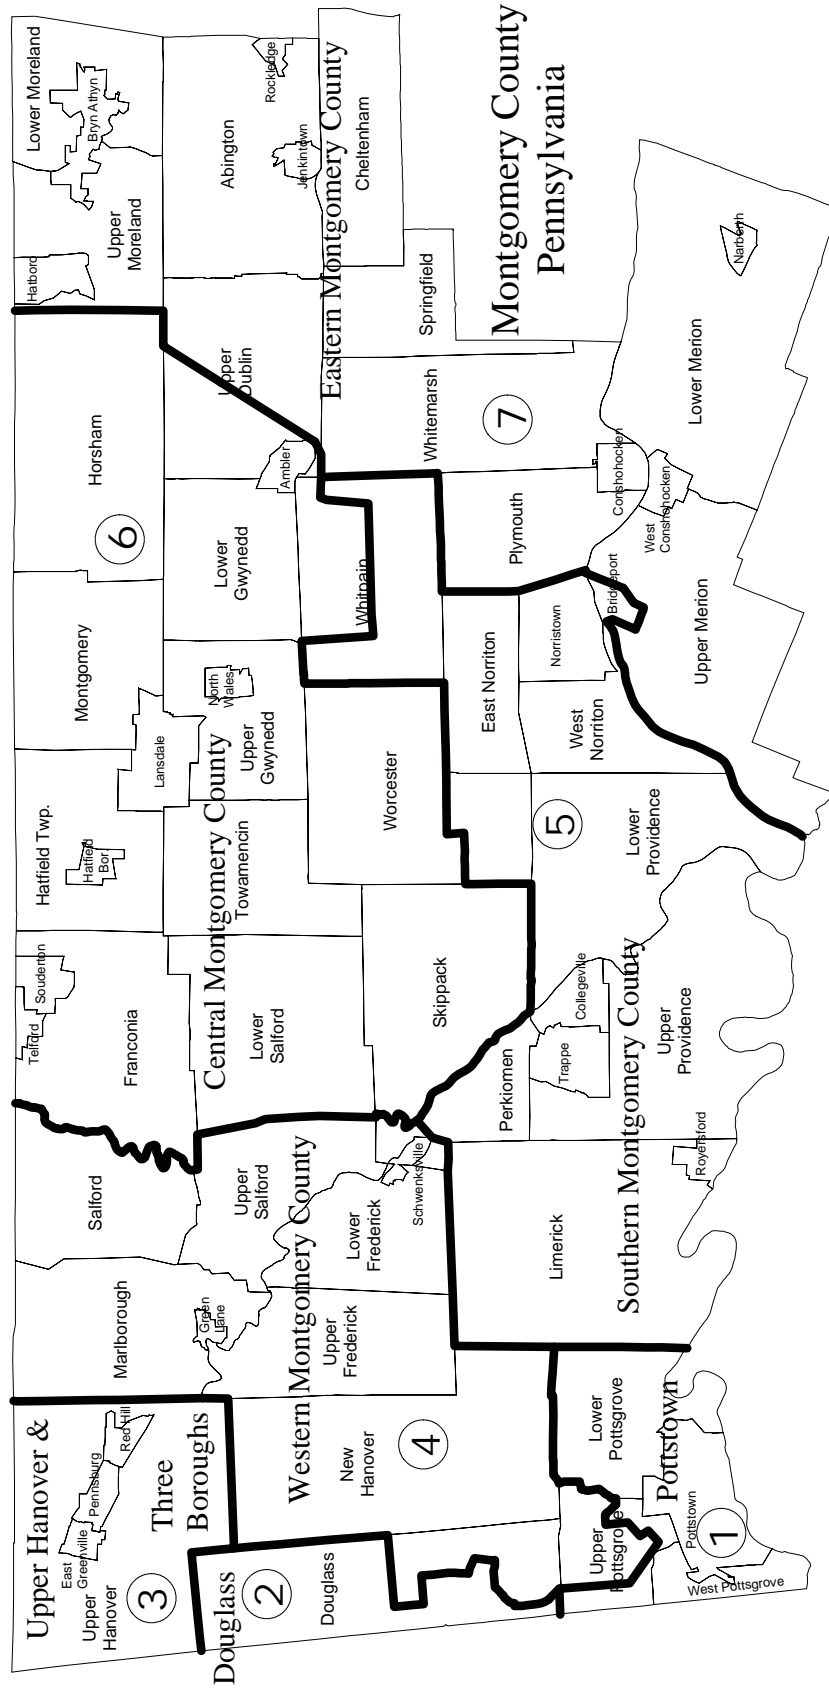 Montgomery County
Pennsylvania
Upper Hanover &
Three
Boroughs
3
Upper
Hanover
East
Greenville
Pennsburg
Red Hill
Douglass
2
Douglass
Western Montgomery County
4
New
Hanover
Upper
Frederick
Lower
Frederick
Marlborough
Green
Lane
Salford
Upper
Salford
Schwenksville
Pottstown
1
Pottstown
West Pottsgrove
Upper
Pottsgrove
Lower
Pottsgrove
Central Montgomery County
6
Telford
Souderton
Franconia
Lower
Salford
Skippack
Hatfield Twp.
Hatfield
Bor.
Towamencin
Lansdale
Montgomery
North
Wales
Upper
Gwynedd
Worcester
Horsham
Lower
Gwynedd
Ambler
Whitpain
Southern Montgomery County
5
Limerick
Royersford
Perkiomen
Trappe
Collegeville
Upper
Providence
Lower
Providence
East Norriton
West
Norriton
Norristown
Bridgeport
Eastern Montgomery County
7
Hatboro
Upper
Moreland
Lower Moreland
Bryn Athyn
Abington
Rockledge
Jenkintown
Cheltenham
Upper
Dublin
Springfield
Whitemarsh
Plymouth
Conshohocken
West
Conshohocken
Upper Merion
Lower Merion
Narberth